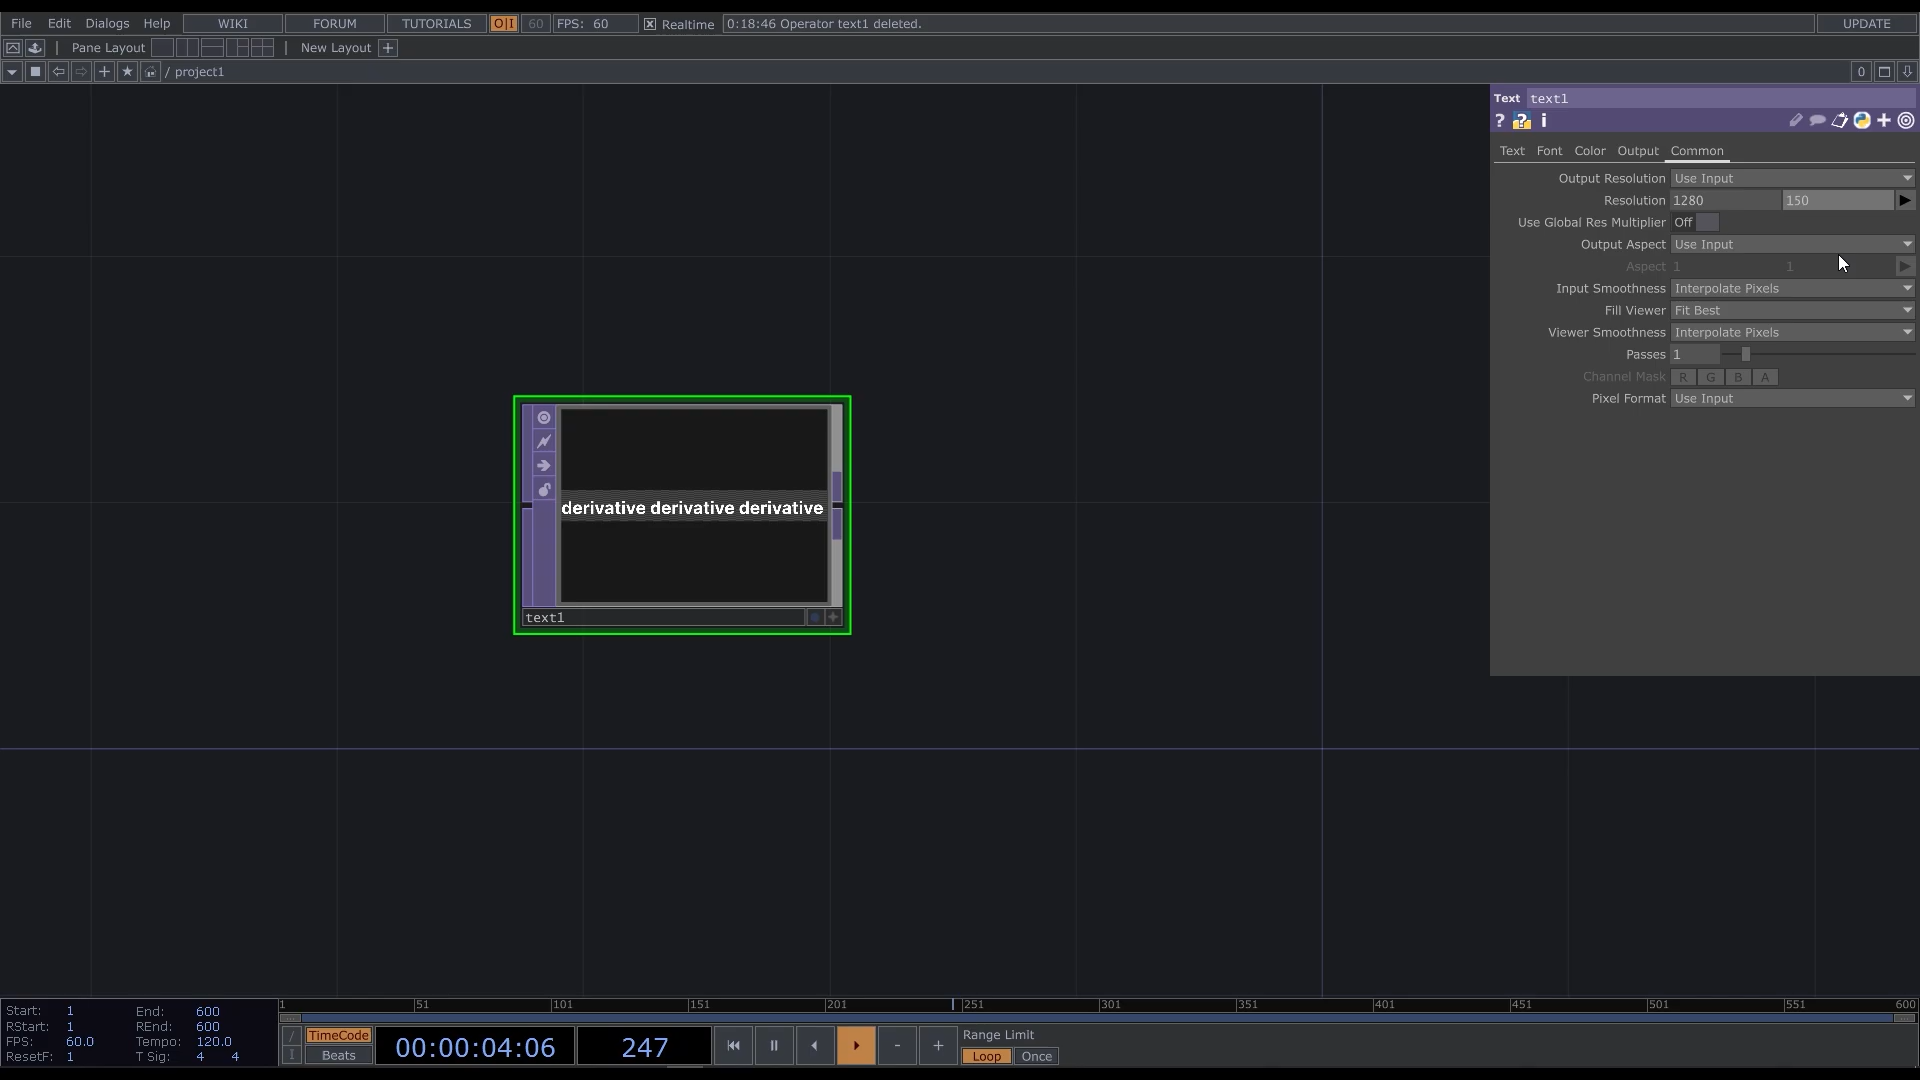 File Edit Dialogs Help WIKI FORUM TUTORIALS O|I 60 FPS: 60 Realtime 0:18:46 Operator text1 deleted. UPDATE
Pane Layout New Layout +
/ project1 0
Text text1
? ? i
Text Font Color Output Common
Output Resolution Use Input
Resolution 1280 150
Use Global Res Multiplier Off
Output Aspect Use Input
Aspect 1 1
Input Smoothness Interpolate Pixels
Fill Viewer Fit Best
Viewer Smoothness Interpolate Pixels
Passes 1
Channel Mask R G B A
Pixel Format Use Input
derivative derivative derivative
text1
1 51 101 151 201 251 301 351 401 451 501 551 600
Start: 1 End: 600
RStart: 1 REnd: 600
FPS: 60.0 Tempo: 120.0
ResetF: 1 T Sig: 4 4
/ TimeCode 00:00:04:06 247 - + Range Limit
I Beats Loop Once